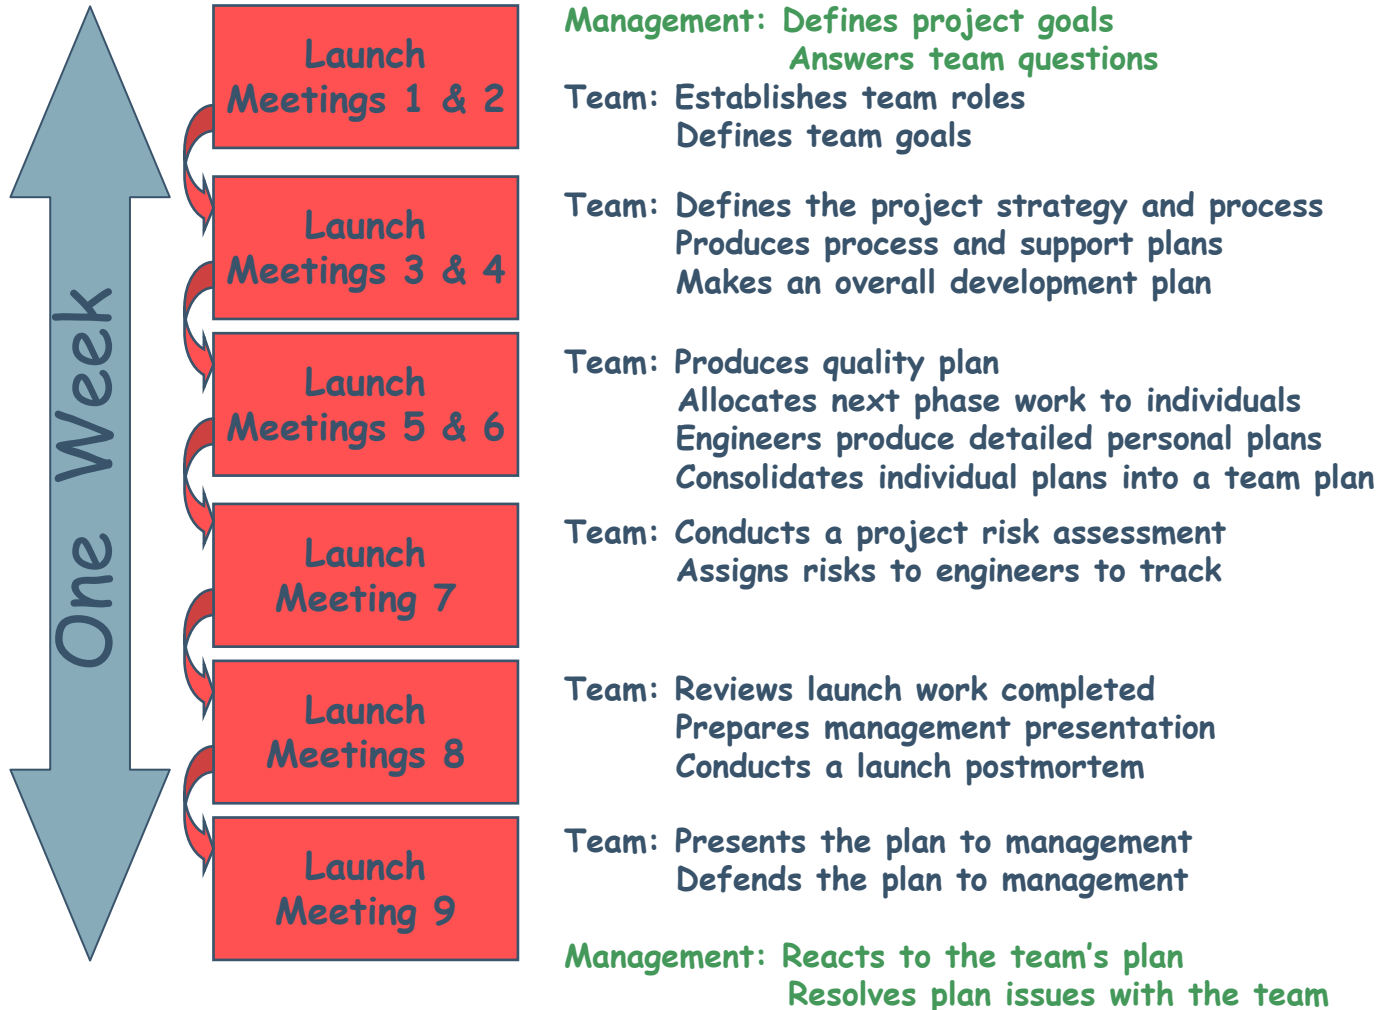 One Week
Launch
Meetings 1 & 2
Management: Defines project goals
Answers team questions
Team: Establishes team roles
Defines team goals
Launch
Meetings 3 & 4
Team: Defines the project strategy and process
Produces process and support plans
Makes an overall development plan
Launch
Meetings 5 & 6
Team: Produces quality plan
Allocates next phase work to individuals
Engineers produce detailed personal plans
Consolidates individual plans into a team plan
Launch
Meeting 7
Team: Conducts a project risk assessment
Assigns risks to engineers to track
Launch
Meetings 8
Team: Reviews launch work completed
Prepares management presentation
Conducts a launch postmortem
Launch
Meeting 9
Team: Presents the plan to management
Defends the plan to management
Management: Reacts to the team’s plan
Resolves plan issues with the team